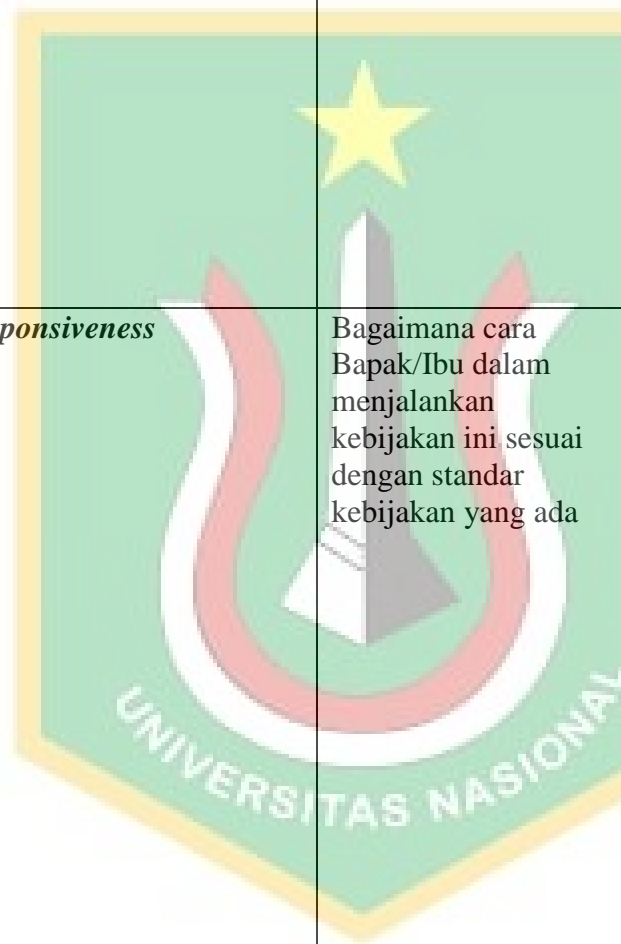 ponsiveness
Bagaimana cara
Bapak/Ibu dalam
menjalankan
kebijakan ini sesuai
dengan standar
kebijakan yang ada
UNIVERSITAS NASIONAL